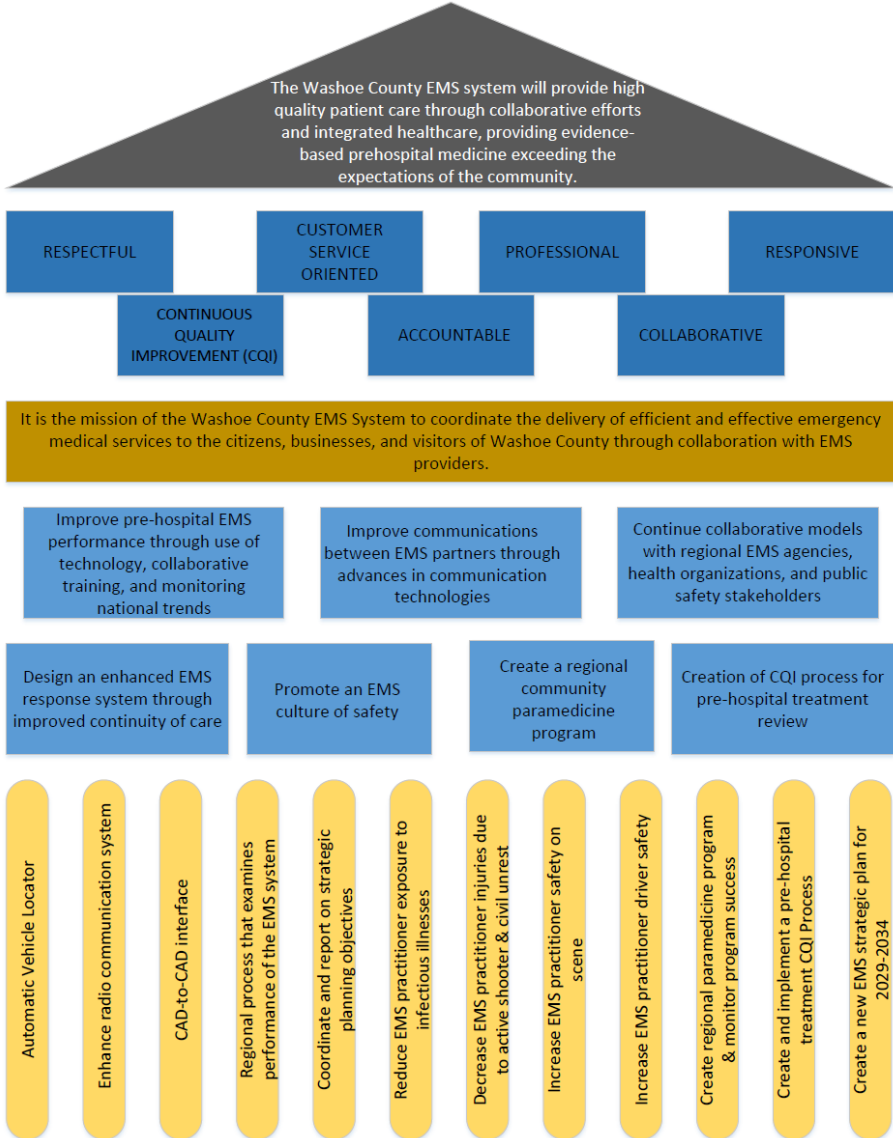 The Washoe County EMS system will provide high
quality patient care through collaborative efforts
and integrated healthcare, providing evidence-
based prehospital medicine exceeding the
expectations of the community.
RESPECTFUL
CUSTOMER
SERVICE
ORIENTED
PROFESSIONAL
RESPONSIVE
CONTINUOUS
QUALITY
IMPROVEMENT (CQI)
ACCOUNTABLE
COLLABORATIVE
It is the mission of the Washoe County EMS System to coordinate the delivery of efficient and effective emergency
medical services to the citizens, businesses, and visitors of Washoe County through collaboration with EMS
providers.
Improve pre-hospital EMS
performance through use of
technology, collaborative
training, and monitoring
national trends
Improve communications
between EMS partners through
advances in communication
technologies
Continue collaborative models
with regional EMS agencies,
health organizations, and public
safety stakeholders
Design an enhanced EMS
response system through
improved continuity of care
Promote an EMS
culture of safety
Create a regional
community
paramedicine
program
Creation of CQI process for
pre-hospital treatment
review
Automatic Vehicle Locator
Enhance radio communication system
CAD-to-CAD interface
Regional process that examines
performance of the EMS system
Coordinate and report on strategic
planning objectives
Reduce EMS practitioner exposure to
infectious illnesses
Decrease EMS practitioner injuries due
to active shooter & civil unrest
Increase EMS practitioner safety on
scene
Increase EMS practitioner driver safety
Create regional paramedicine program
& monitor program success
Create and implement a pre-hospital
treatment CQI Process
Create a new EMS strategic plan for
2029-2034